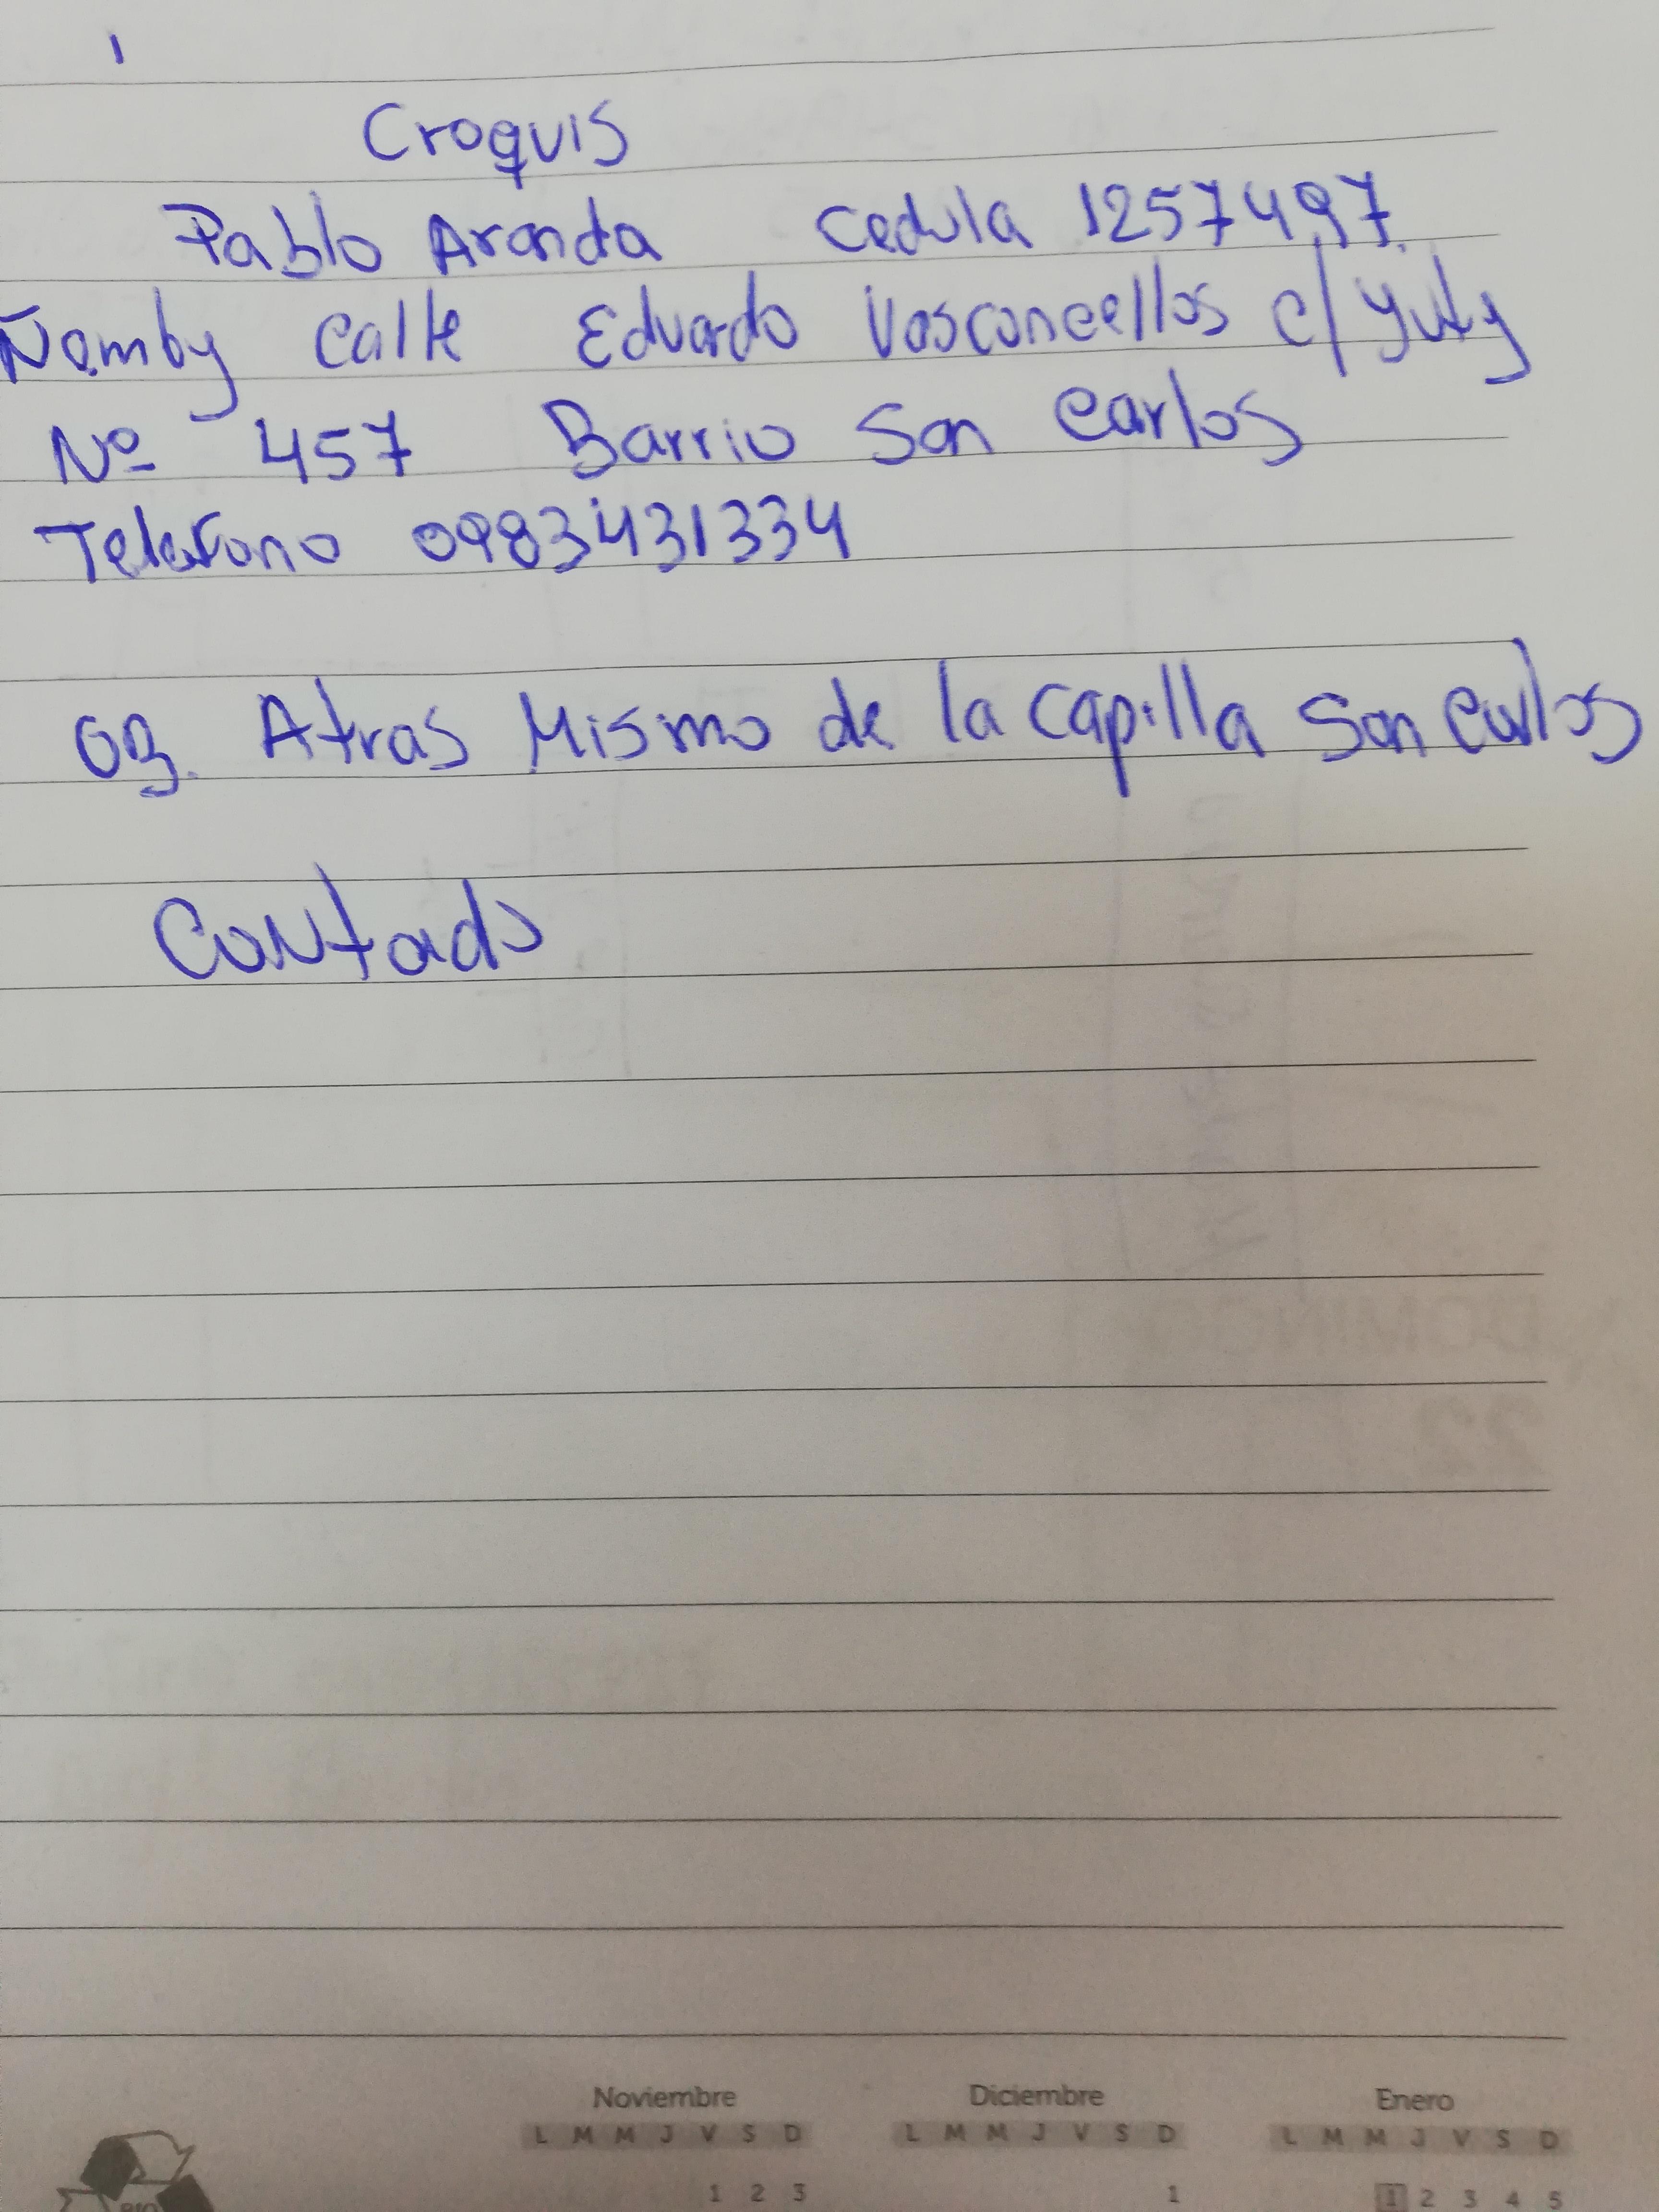 Croquis
Pablo Aranda Cedula 1257497
Ñemby calle Eduardo Vasconcellos c/ yuty
Nº 457 Barrio San Carlos
Telefono 0983431334
OB. Atras Mismo de la Capilla San Carlos
Contado
DOMINGO
22
Noviembre Diciembre Enero
L M M J V S D L M M J V S D L M M J V S D
1 2 3 1 1 2 3 4 5